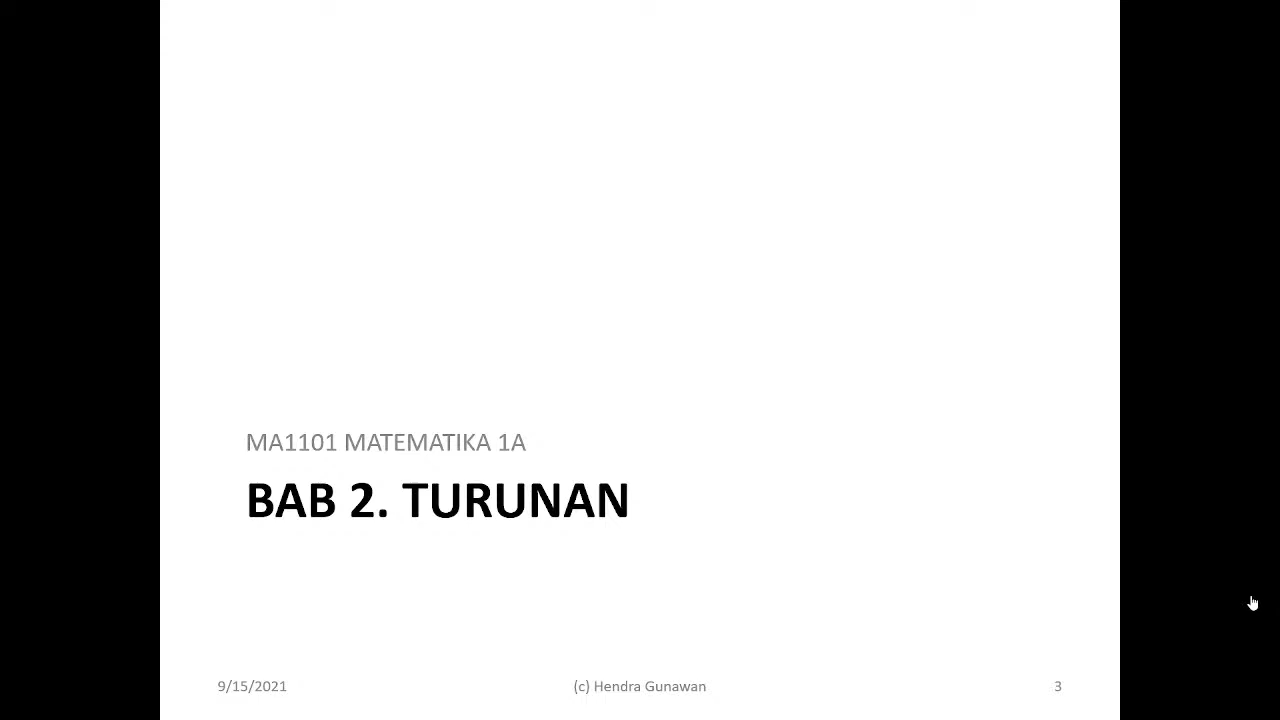 MA1101 MATEMATIKA 1A
BAB 2. TURUNAN
9/15/2021
(c) Hendra Gunawan
3